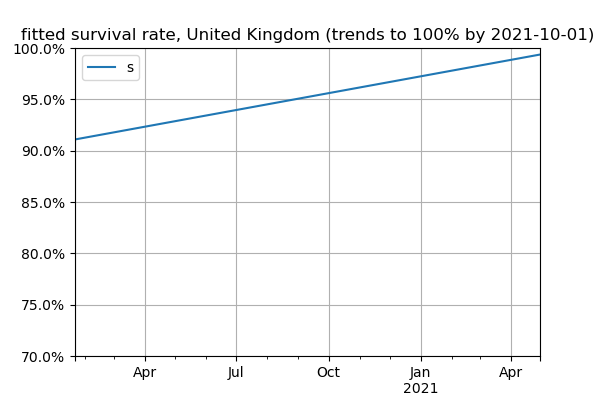 fitted survival rate, United Kingdom (trends to 100% by 2021-10-01)
100.0%
s
95.0%
90.0%
85.0%
80.0%
75.0%
70.0%
Apr Jul Oct Jan Apr
2021